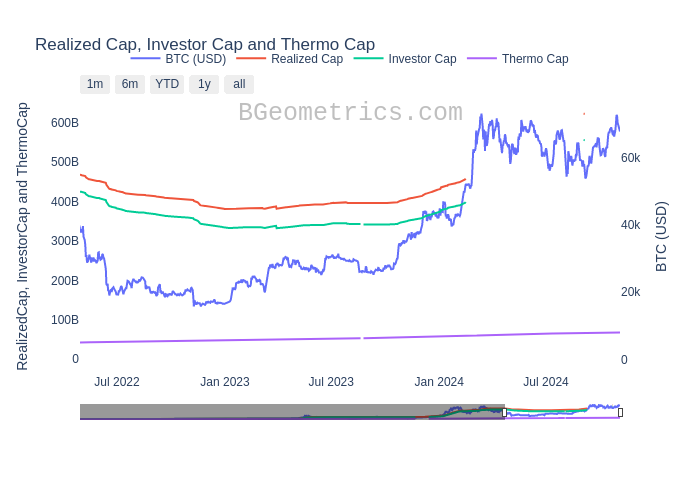 Realized Cap, Investor Cap and Thermo Cap
BTC (USD) Realized Cap Investor Cap Thermo Cap
1m 6m YTD 1y all
BGeometrics.com
RealizedCap, InvestorCap and ThermoCap
600B
500B
400B
300B
200B
100B
0
60k
40k
20k
0
BTC (USD)
Jul 2022 Jan 2023 Jul 2023 Jan 2024 Jul 2024